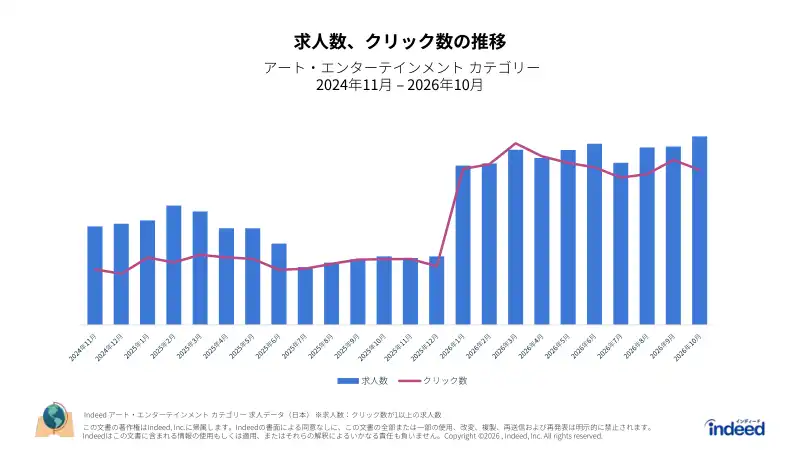 求人数、クリック数の推移
アート・エンターテインメント カテゴリー
2024年11月 – 2026年10月
2024年11月
2024年12月
2025年1月
2025年2月
2025年3月
2025年4月
2025年5月
2025年6月
2025年7月
2025年8月
2025年9月
2025年10月
2025年11月
2025年12月
2026年1月
2026年2月
2026年3月
2026年4月
2026年5月
2026年6月
2026年7月
2026年8月
2026年9月
2026年10月
求人数 クリック数
Indeed アート・エンターテインメント カテゴリー 求人データ（日本） ※求人数：クリック数が1以上の求人数
この文書の著作権はIndeed, Inc.に帰属します。Indeedの書面による同意なしに、この文書の全部または一部の使用、改変、複製、再送信および再発表は明示的に禁止されます。
Indeedはこの文書に含まれる情報の使用もしくは適用、またはそれらの解釈によるいかなる責任も負いません。Copyright ©2026 , Indeed, Inc. All rights reserved.
インディード
indeed